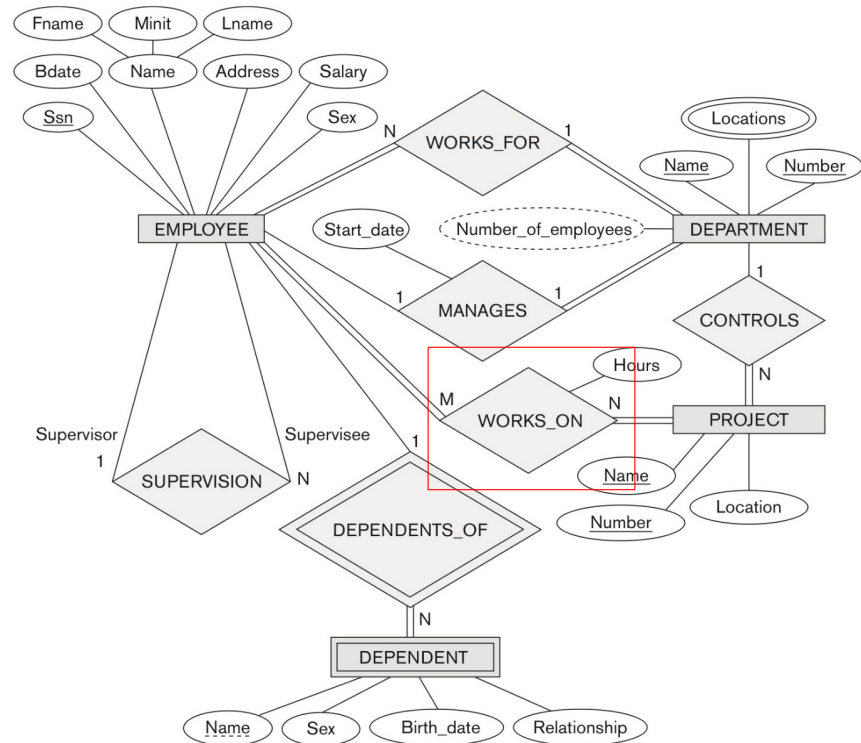 Fname Minit Lname
Bdate Name Address Salary
Ssn Sex
N WORKS_FOR 1
Locations
Name Number
EMPLOYEE Start_date Number_of_employees DEPARTMENT
1 MANAGES 1
1
CONTROLS
N
Hours
M WORKS_ON N
PROJECT
Supervisor Supervisee
1 SUPERVISION N
1
Name
Number
Location
DEPENDENTS_OF
N
DEPENDENT
Name Sex Birth_date Relationship